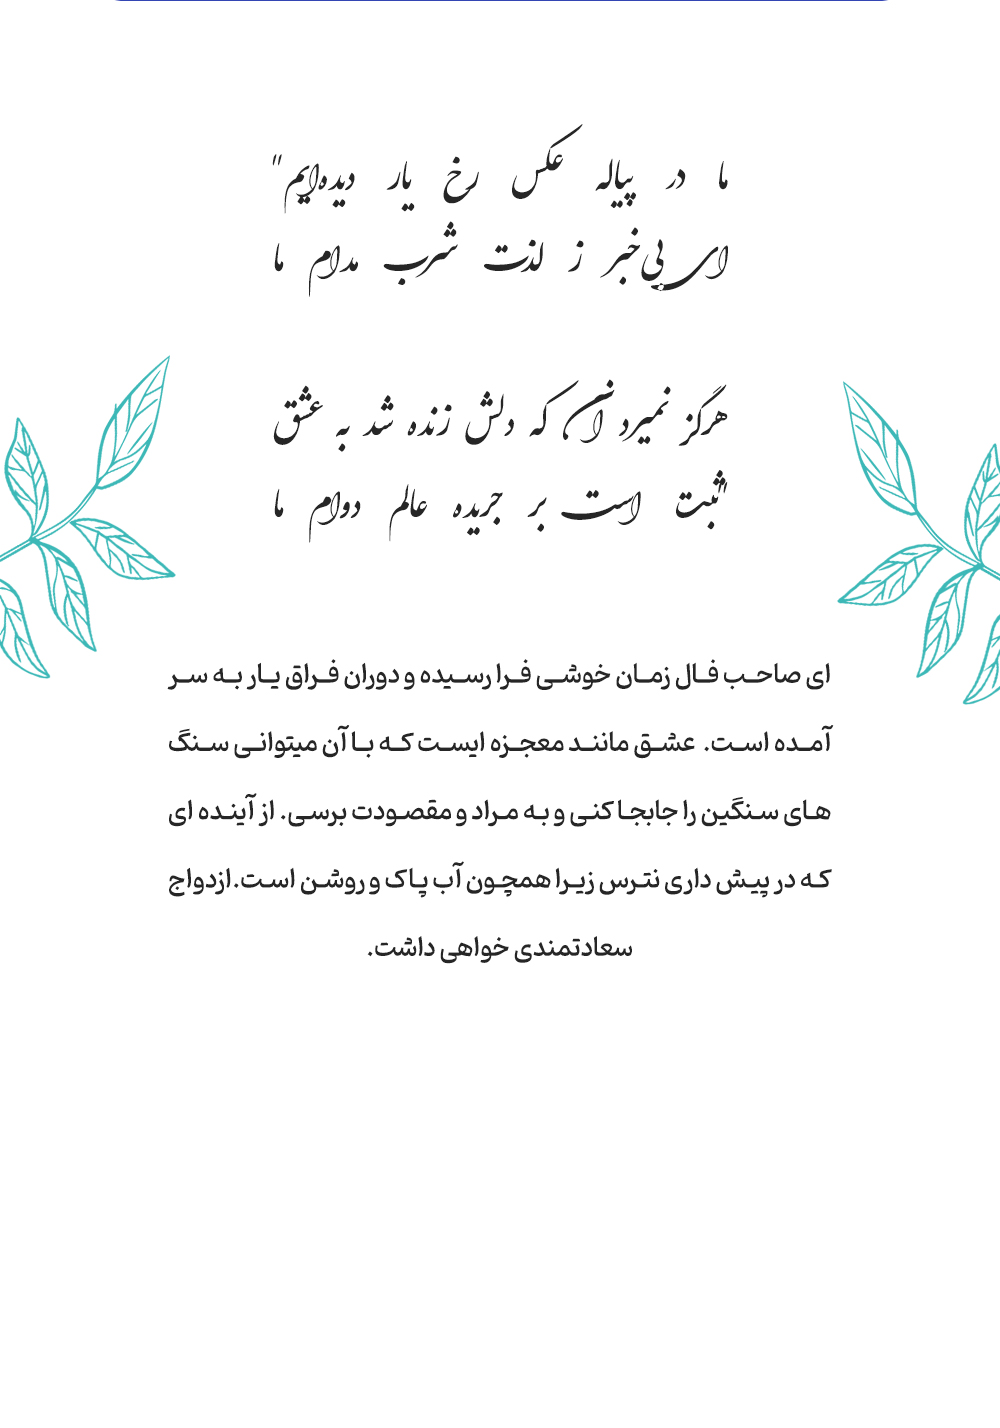 ما در پیاله عکس رخ یار دیده‌ایم"
ای بی‌خبر ز لذت شرب مدام ما
هرگز نمیرد آنکه دلش زنده شد به عشق
"ثبت است بر جریده عالم دوام ما
ای صاحب فال زمان خوشی فرا رسیده و دوران فراق یار به سر
آمده است. عشق مانند معجزه ایست که با آن میتوانی سنگ
های سنگین را جابجا کنی و به مراد و مقصودت برسی. از آینده ای
که در پیش داری نترس زیرا همچون آب پاک و روشن است.ازدواج
سعادتمندی خواهی داشت.